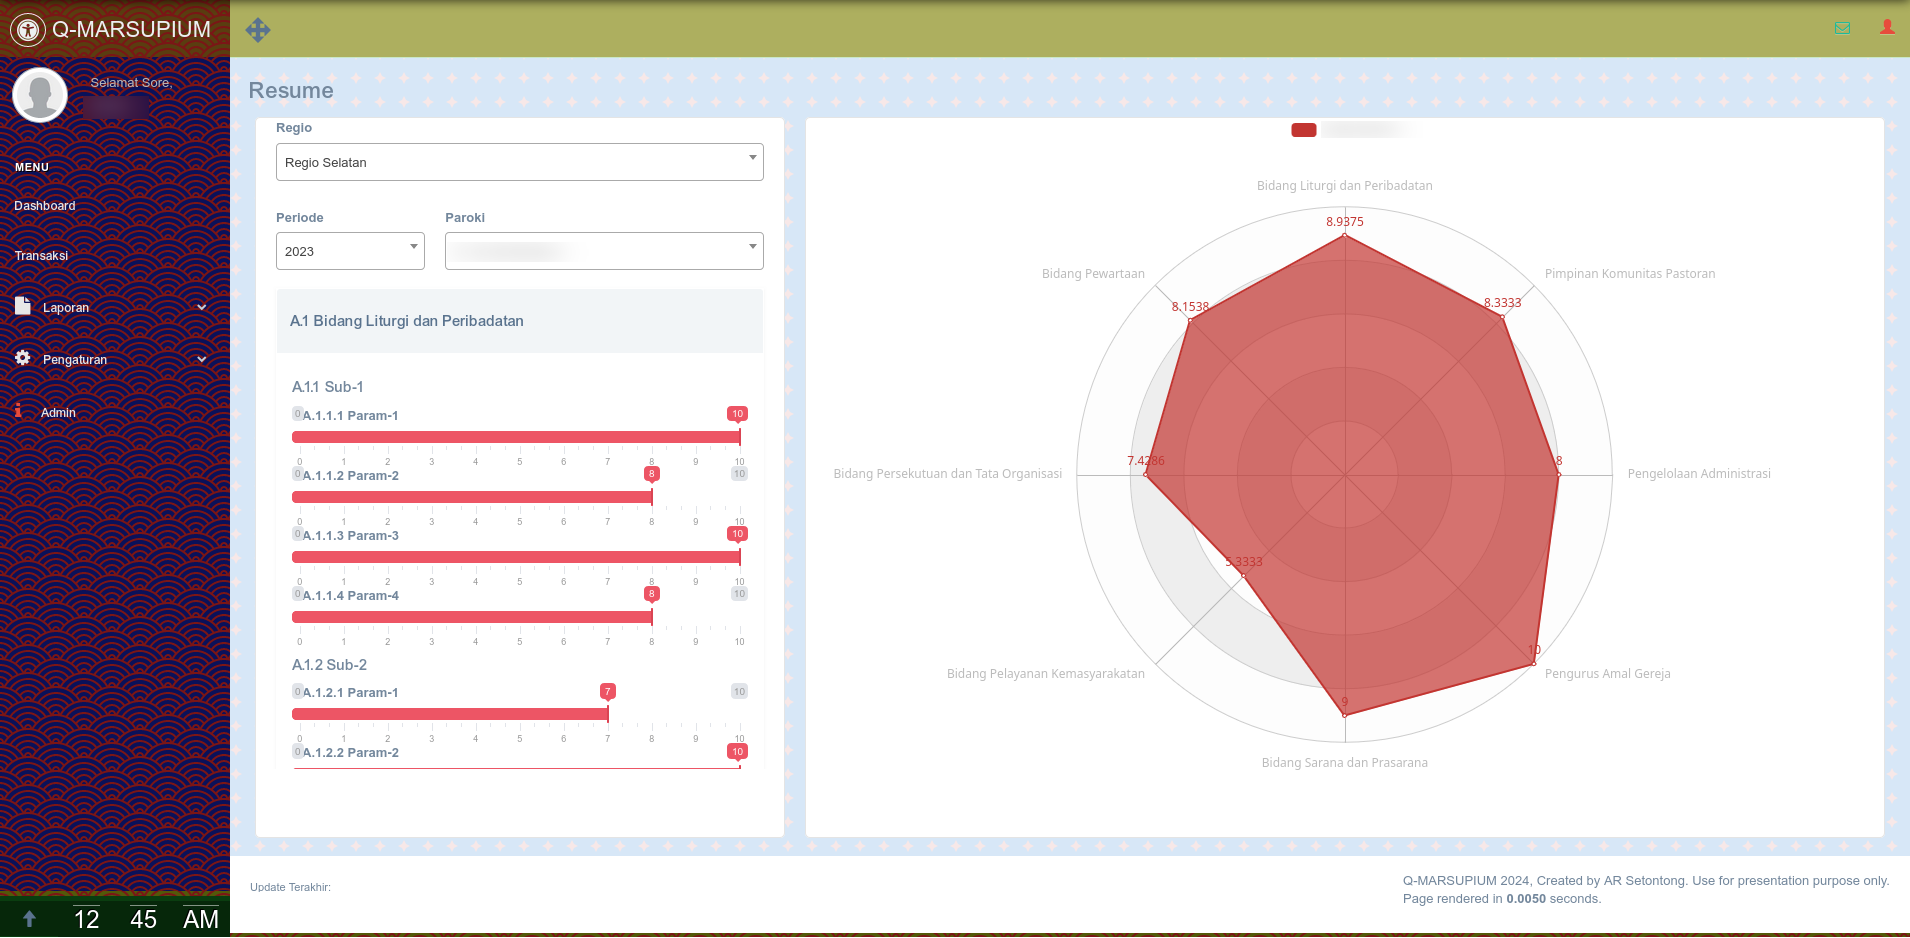 Q-MARSUPIUM
Selamat Sore,
MENU
Dashboard
Transaksi
Laporan
Pengaturan
Admin
12 45 AM
Resume
Regio
Regio Selatan
Periode Paroki
2023
A.1 Bidang Liturgi dan Peribadatan
A.1.1 Sub-1
0 A.1.1.1 Param-1 10
0 1 2 3 4 5 6 7 8 9 10
0 A.1.1.2 Param-2 8 10
0 1 2 3 4 5 6 7 8 9 10
0 A.1.1.3 Param-3 10
0 1 2 3 4 5 6 7 8 9 10
0 A.1.1.4 Param-4 8 10
0 1 2 3 4 5 6 7 8 9 10
A.1.2 Sub-2
0 A.1.2.1 Param-1 7 10
0 1 2 3 4 5 6 7 8 9 10
0 A.1.2.2 Param-2 10
Bidang Liturgi dan Peribadatan
8.9375
Bidang Pewartaan
Pimpinan Komunitas Pastoran
8.1538
8.3333
7.4286
8
Bidang Persekutuan dan Tata Organisasi
Pengelolaan Administrasi
5.3333
10
Bidang Pelayanan Kemasyarakatan
Pengurus Amal Gereja
9
Bidang Sarana dan Prasarana
Update Terakhir:
Q-MARSUPIUM 2024, Created by AR Setontong. Use for presentation purpose only.
Page rendered in 0.0050 seconds.